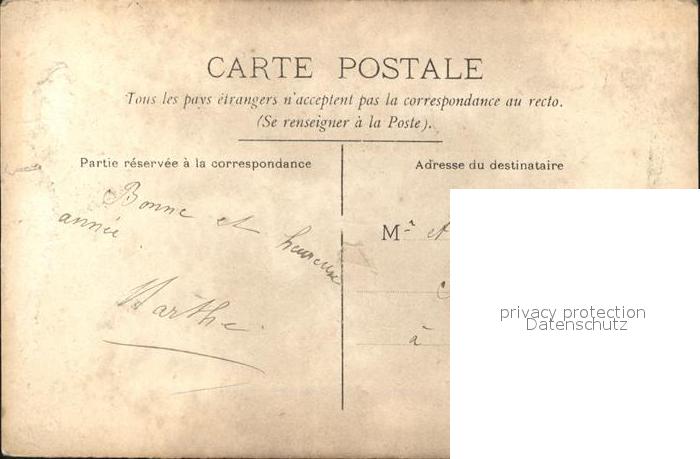 CARTE POSTALE
Tous les pays étrangers n'acceptent pas la correspondance au recto.
(Se renseigner à la Poste).
Partie réservée à la correspondance
Bonne et heureuse
année.
Marthe.
Adresse du destinataire
M
à
privacy protection
Datenschutz